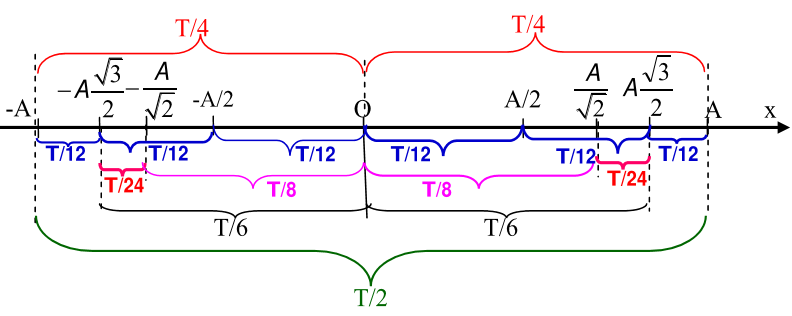 T/4 T/4
-A -A√3/2 -A/√2 -A/2 O A/2 A/√2 A√3/2 A x
T/12 T/12 T/12 T/12 T/12 T/12
T/24 T/8 T/8 T/24
T/6 T/6
T/2